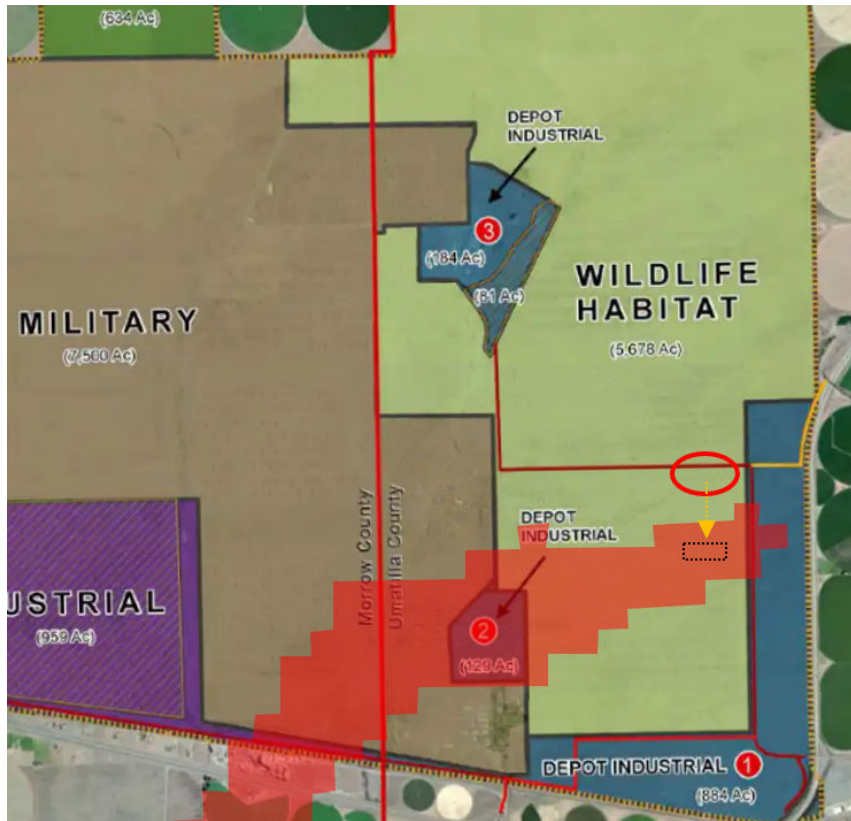 (634 Ac)
DEPOT
INDUSTRIAL
3
(184 Ac)
(81 Ac)
WILDLIFE
HABITAT
(5,678 Ac)
MILITARY
(7,500 Ac)
Morrow County
Umatilla County
DEPOT
INDUSTRIAL
2
(129 Ac)
USTRIAL
(959 Ac)
DEPOT INDUSTRIAL 1
(884 Ac)